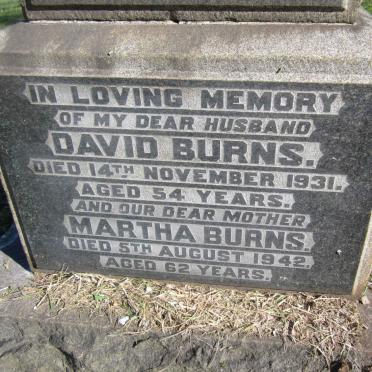 IN LOVING MEMORY
OF MY DEAR HUSBAND
DAVID BURNS.
DIED 14TH NOVEMBER 1931.
AGED 54 YEARS.
AND OUR DEAR MOTHER
MARTHA BURNS.
DIED 5TH AUGUST 1942.
AGED 62 YEARS.